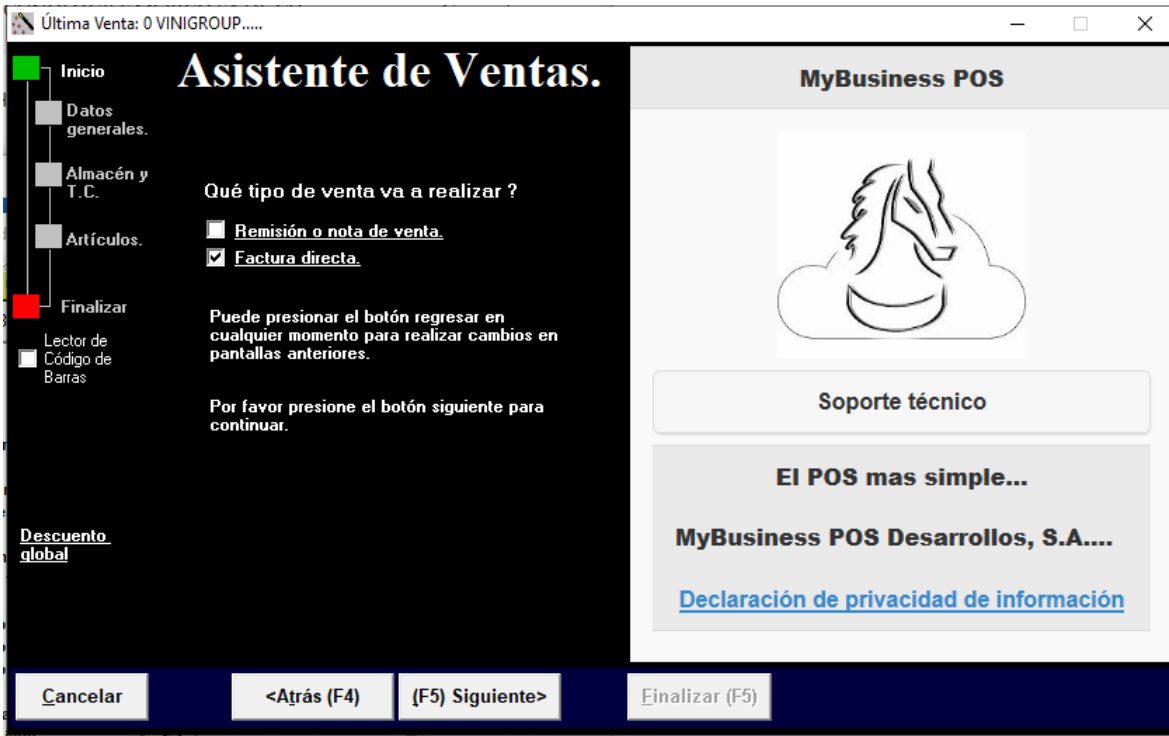 Última Venta: 0 VINIGROUP.....
Inicio
Datos
generales.
Almacén y
T.C.
Artículos.
Finalizar
Lector de
Código de
Barras
Descuento
global
Asistente de Ventas.
Qué tipo de venta va a realizar ?
Remisión o nota de venta.
Factura directa.
Puede presionar el botón regresar en
cualquier momento para realizar cambios en
pantallas anteriores.
Por favor presione el botón siguiente para
continuar.
MyBusiness POS
Soporte técnico
El POS mas simple...
MyBusiness POS Desarrollos, S.A....
Declaración de privacidad de información
Cancelar
<Atrás (F4)
(F5) Siguiente>
Finalizar (F5)